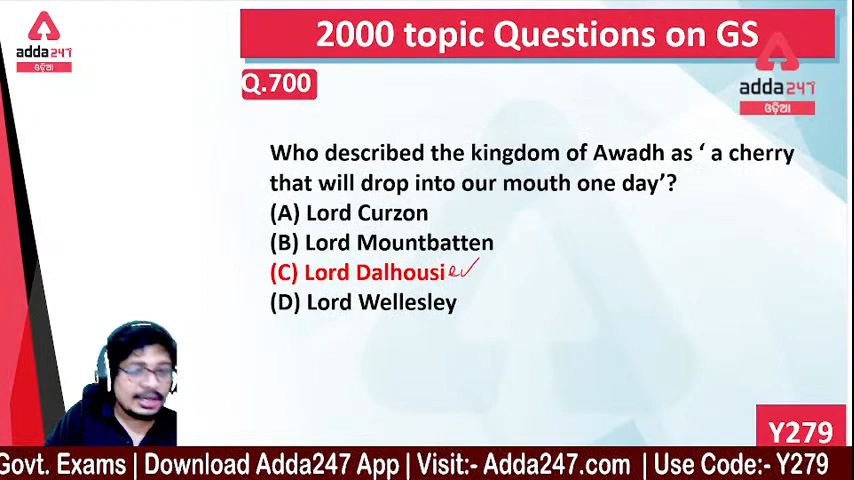 adda247
ଓଡ଼ିଆ
2000 topic Questions on GS
Q.700
adda247
ଓଡ଼ିଆ
Who described the kingdom of Awadh as ‘ a cherry
that will drop into our mouth one day’?
(A) Lord Curzon
(B) Lord Mountbatten
(C) Lord Dalhousie
(D) Lord Wellesley
Y279
Govt. Exams | Download Adda247 App | Visit:- Adda247.com | Use Code:- Y279